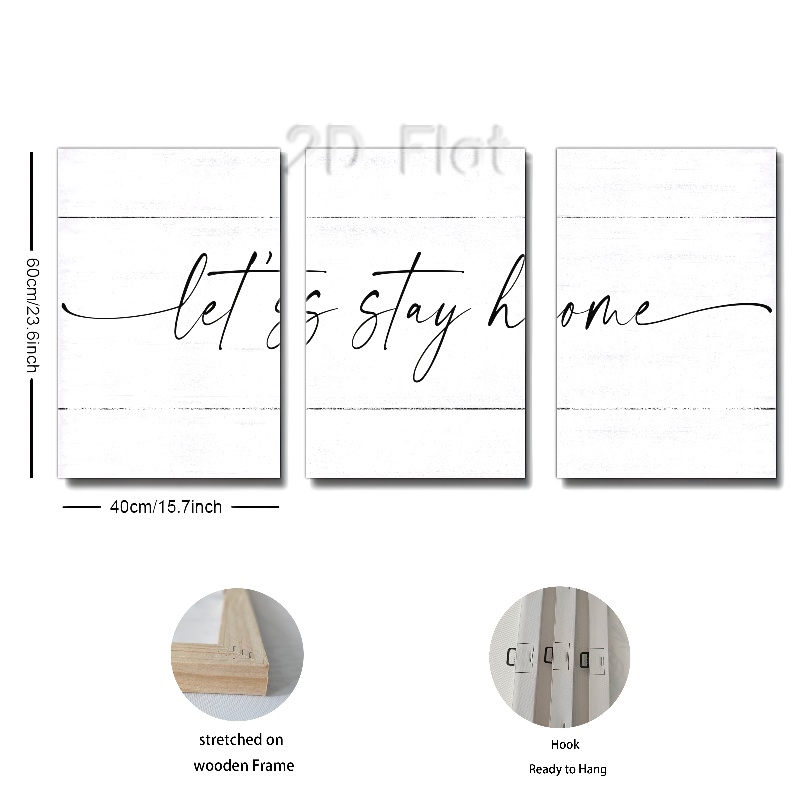 2D Flat
let's stay home
60cm/23.6inch
40cm/15.7inch
stretched on
wooden Frame
Hook
Ready to Hang